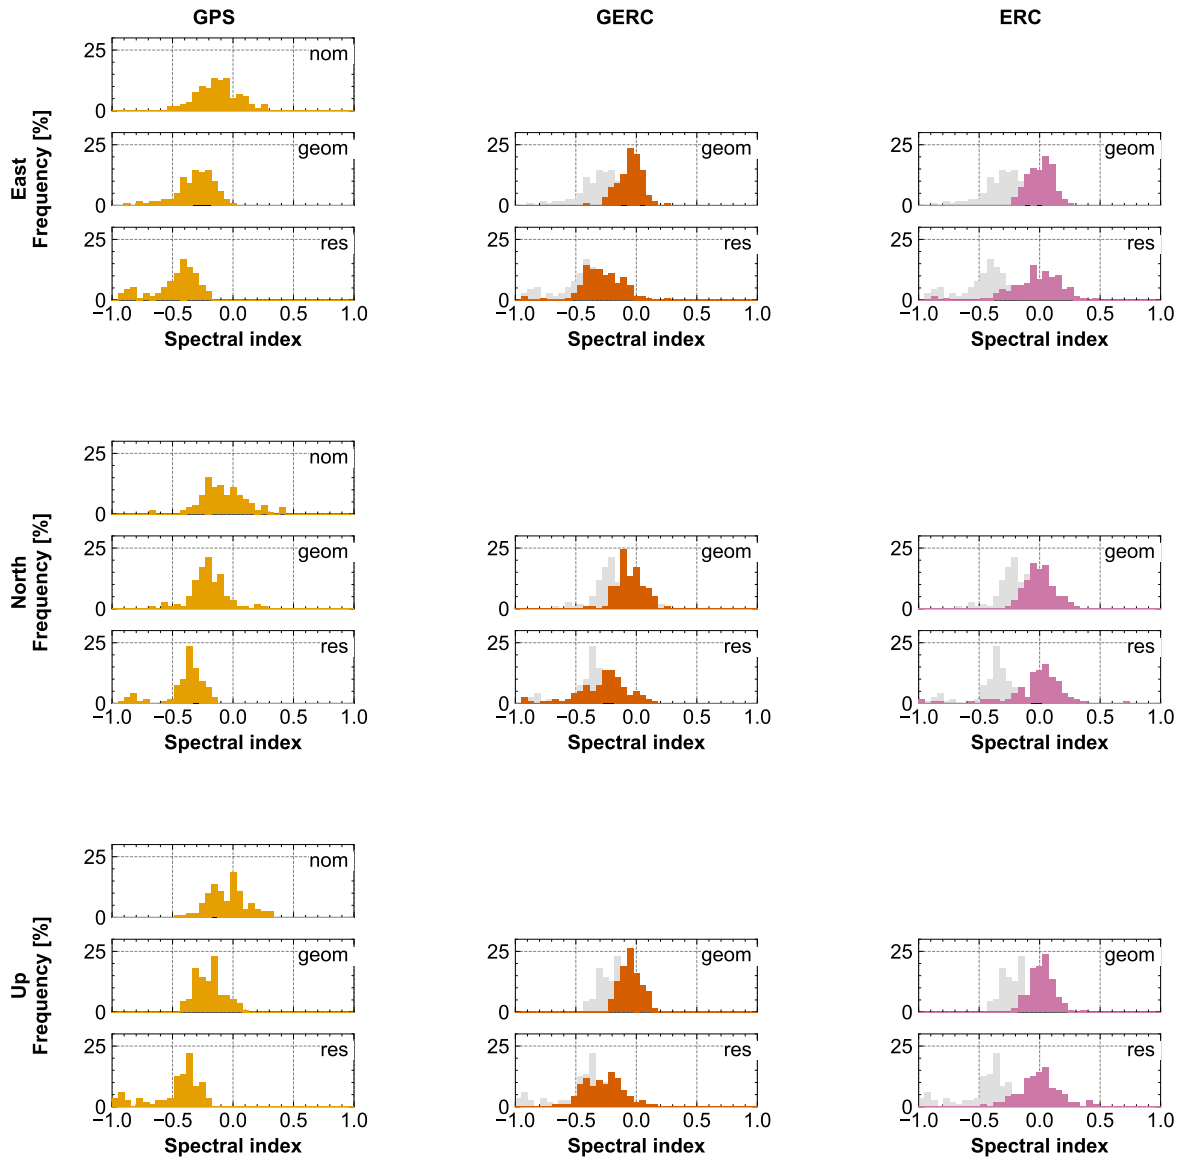 GPS GERC ERC
25 nom
0
25 geom 25 geom 25 geom
0 0 0
25 res 25 res 25 res
0 0 0
−1.0 −0.5 0.0 0.5 1.0 −1.0 −0.5 0.0 0.5 1.0 −1.0 −0.5 0.0 0.5 1.0
Spectral index Spectral index Spectral index
East
Frequency [%]
25 nom
0
25 geom 25 geom 25 geom
0 0 0
25 res 25 res 25 res
0 0 0
−1.0 −0.5 0.0 0.5 1.0 −1.0 −0.5 0.0 0.5 1.0 −1.0 −0.5 0.0 0.5 1.0
Spectral index Spectral index Spectral index
North
Frequency [%]
25 nom
0
25 geom 25 geom 25 geom
0 0 0
25 res 25 res 25 res
0 0 0
−1.0 −0.5 0.0 0.5 1.0 −1.0 −0.5 0.0 0.5 1.0 −1.0 −0.5 0.0 0.5 1.0
Spectral index Spectral index Spectral index
Up
Frequency [%]